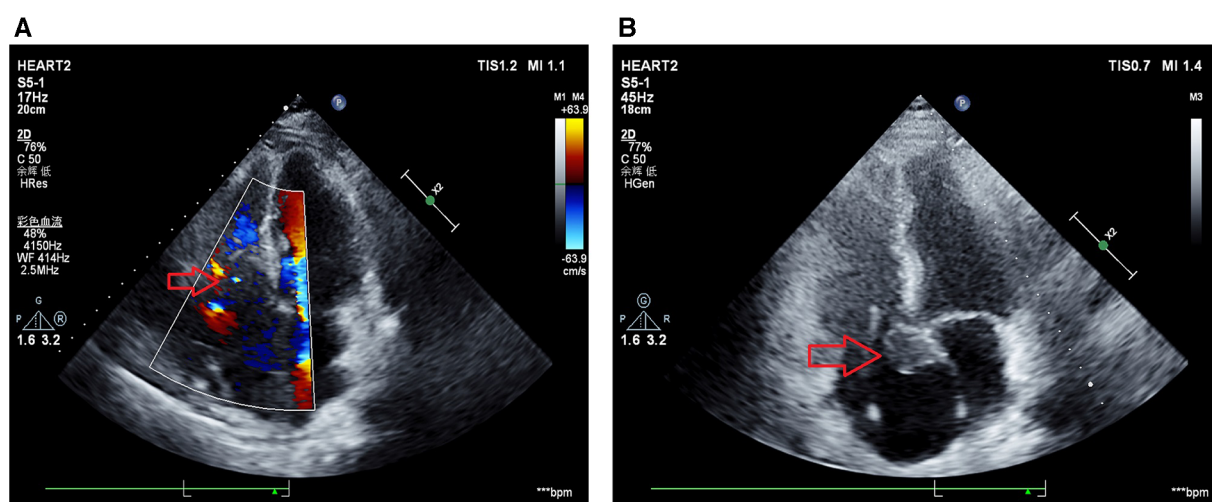 A
HEART2
TIS1.2 MI 1.1
S5-1
17Hz
20cm
M1 M4
+63.9
2D
76%
C 50
余辉 低
HRes
X2
彩色血流
48%
4150Hz
WF 414Hz
2.5MHz
-63.9
cm/s
P
G
P R
1.6 3.2
***bpm
B
HEART2
TIS0.7 MI 1.4
S5-1
45Hz
18cm
M3
2D
77%
C 50
余辉 低
HGen
P
X2
G
P R
1.6 3.2
***bpm